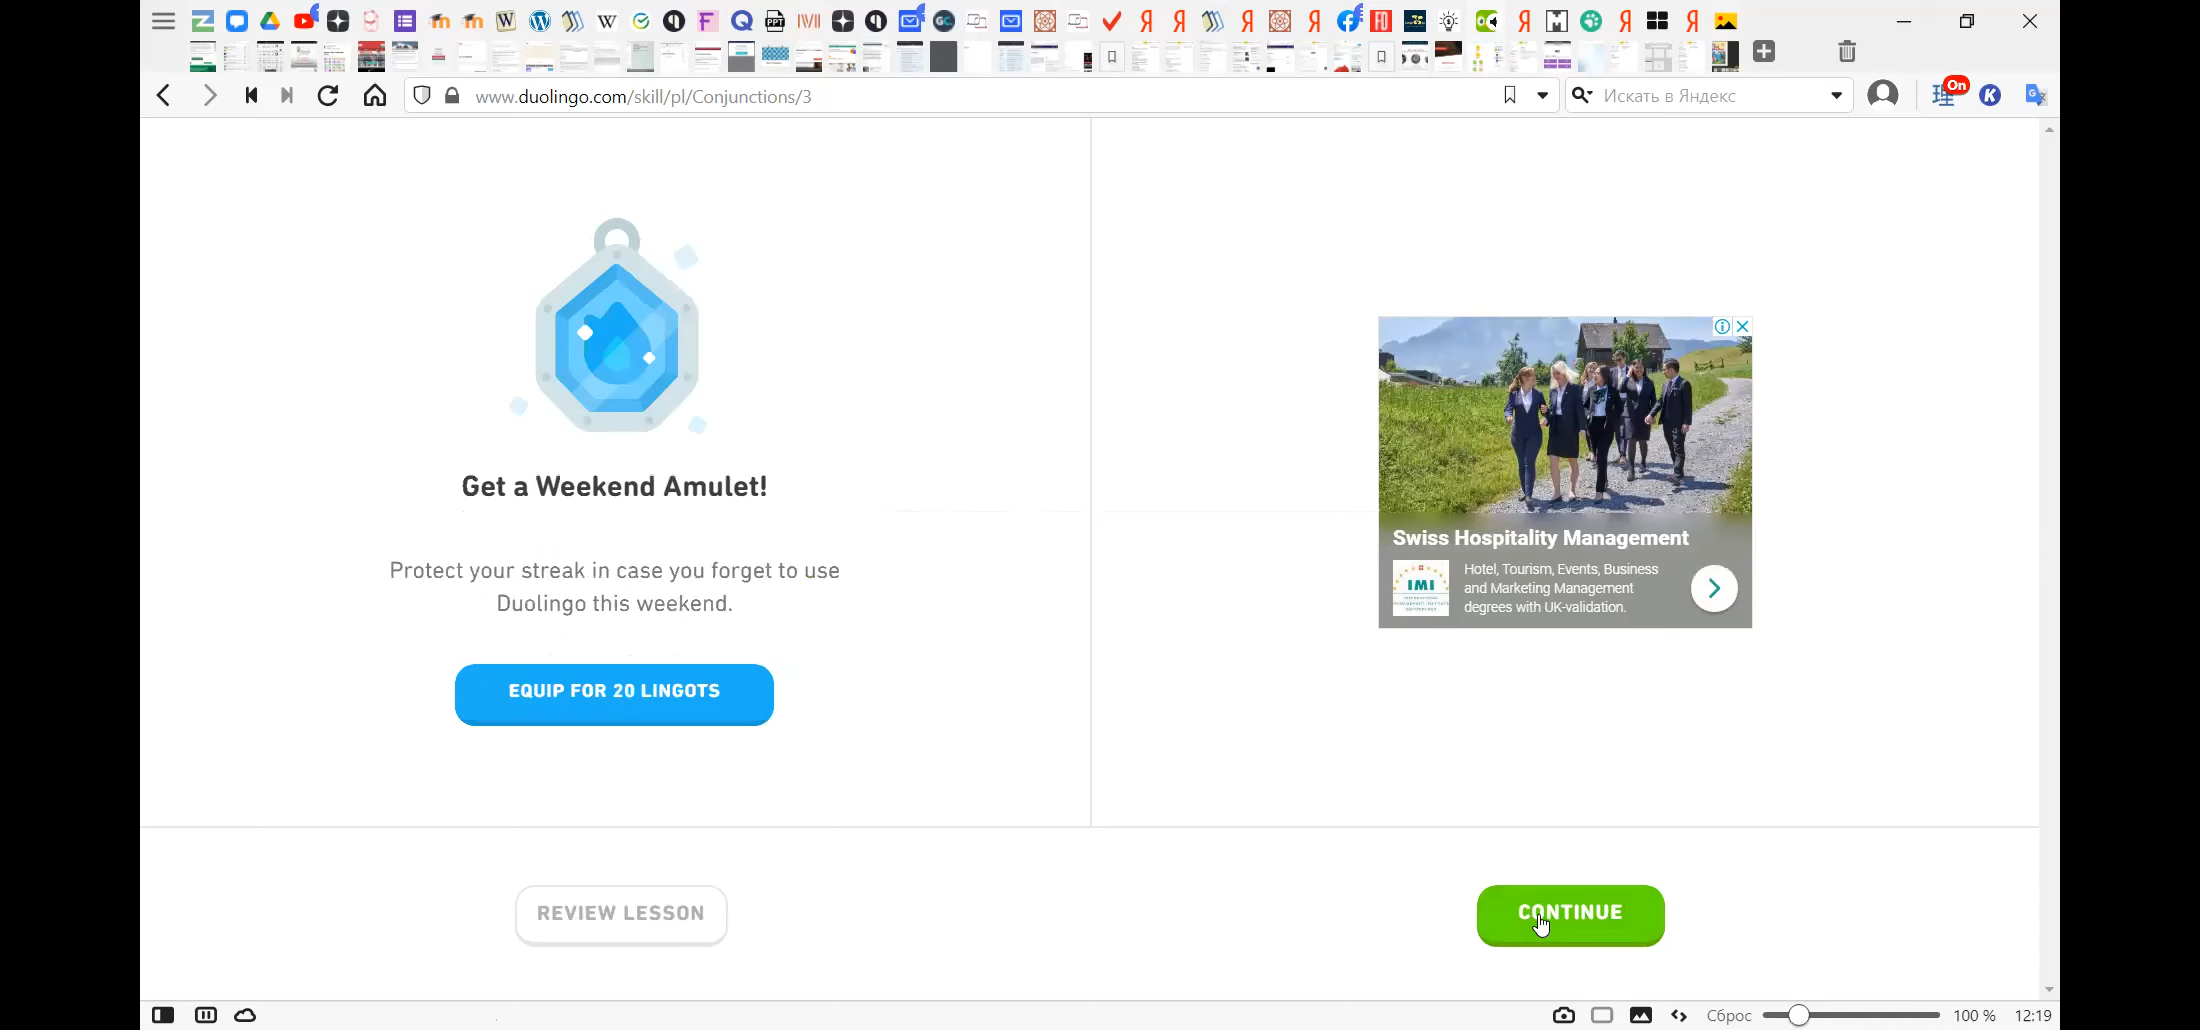 On
www.duolingo.com/skill/pl/Conjunctions/3
Искать в Яндекс
Get a Weekend Amulet!
Protect your streak in case you forget to use
Duolingo this weekend.
EQUIP FOR 20 LINGOTS
Swiss Hospitality Management
IMI
Hotel, Tourism, Events, Business
and Marketing Management
degrees with UK-validation.
REVIEW LESSON
CONTINUE
Сброс
100 %
12:19